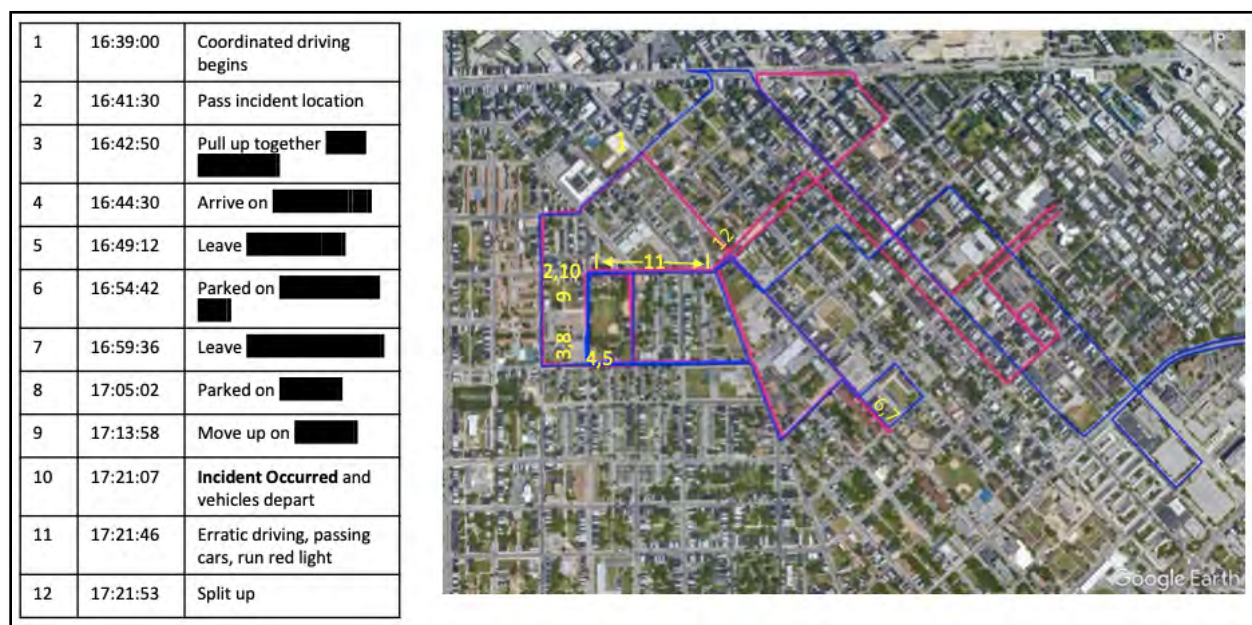 1 16:39:00 Coordinated driving
begins
2 16:41:30 Pass incident location
3 16:42:50 Pull up together
4 16:44:30 Arrive on
5 16:49:12 Leave
6 16:54:42 Parked on
7 16:59:36 Leave
8 17:05:02 Parked on
9 17:13:58 Move up on
10 17:21:07 Incident Occurred and
vehicles depart
11 17:21:46 Erratic driving, passing
cars, run red light
12 17:21:53 Split up
1
12
2,10
11
9
3,8
4,5
6,7
Google Earth